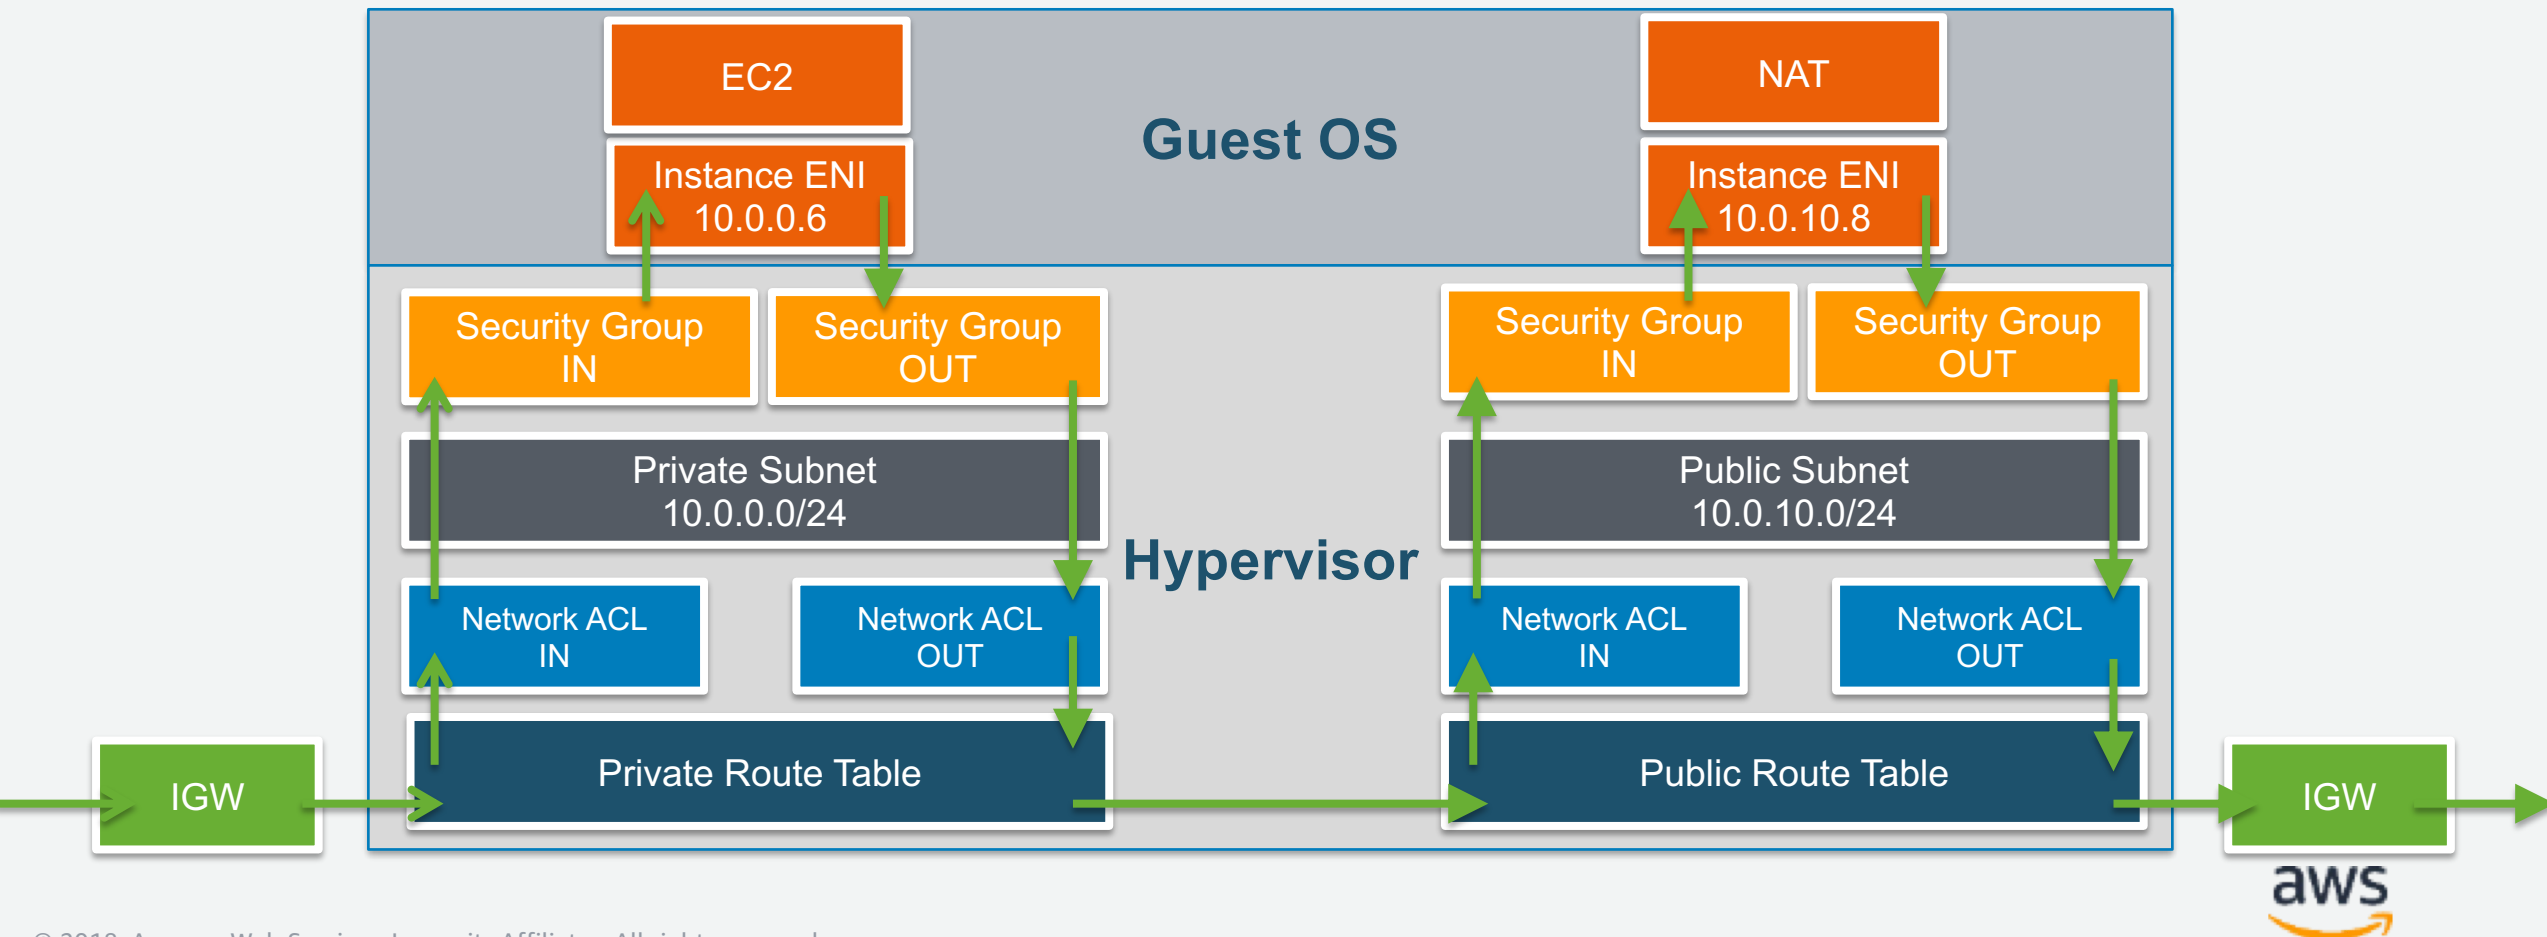 EC2
NAT
Guest OS
Instance ENI
10.0.0.6
Instance ENI
10.0.10.8
Security Group
IN
Security Group
OUT
Security Group
IN
Security Group
OUT
Private Subnet
10.0.0.0/24
Public Subnet
10.0.10.0/24
Hypervisor
Network ACL
IN
Network ACL
OUT
Network ACL
IN
Network ACL
OUT
IGW
Private Route Table
Public Route Table
IGW
aws